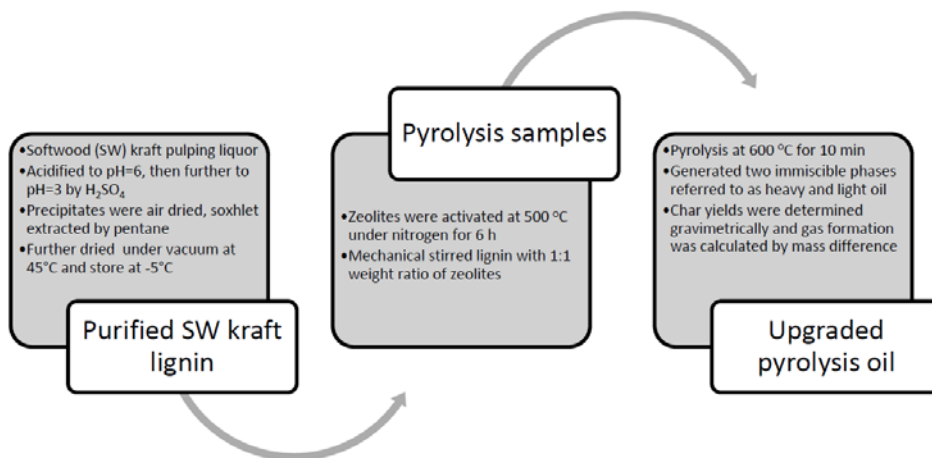 •Softwood (SW) kraft pulping liquor
•Acidified to pH=6, then further to
pH=3 by H₂SO₄
•Precipitates were air dried, soxhlet
extracted by pentane
•Further dried under vacuum at
45°C and store at -5°C
Purified SW kraft
lignin
Pyrolysis samples
•Zeolites were activated at 500 °C
under nitrogen for 6 h
•Mechanical stirred lignin with 1:1
weight ratio of zeolites
•Pyrolysis at 600 °C for 10 min
•Generated two immiscible phases
referred to as heavy and light oil
•Char yields were determined
gravimetrically and gas formation
was calculated by mass difference
Upgraded
pyrolysis oil